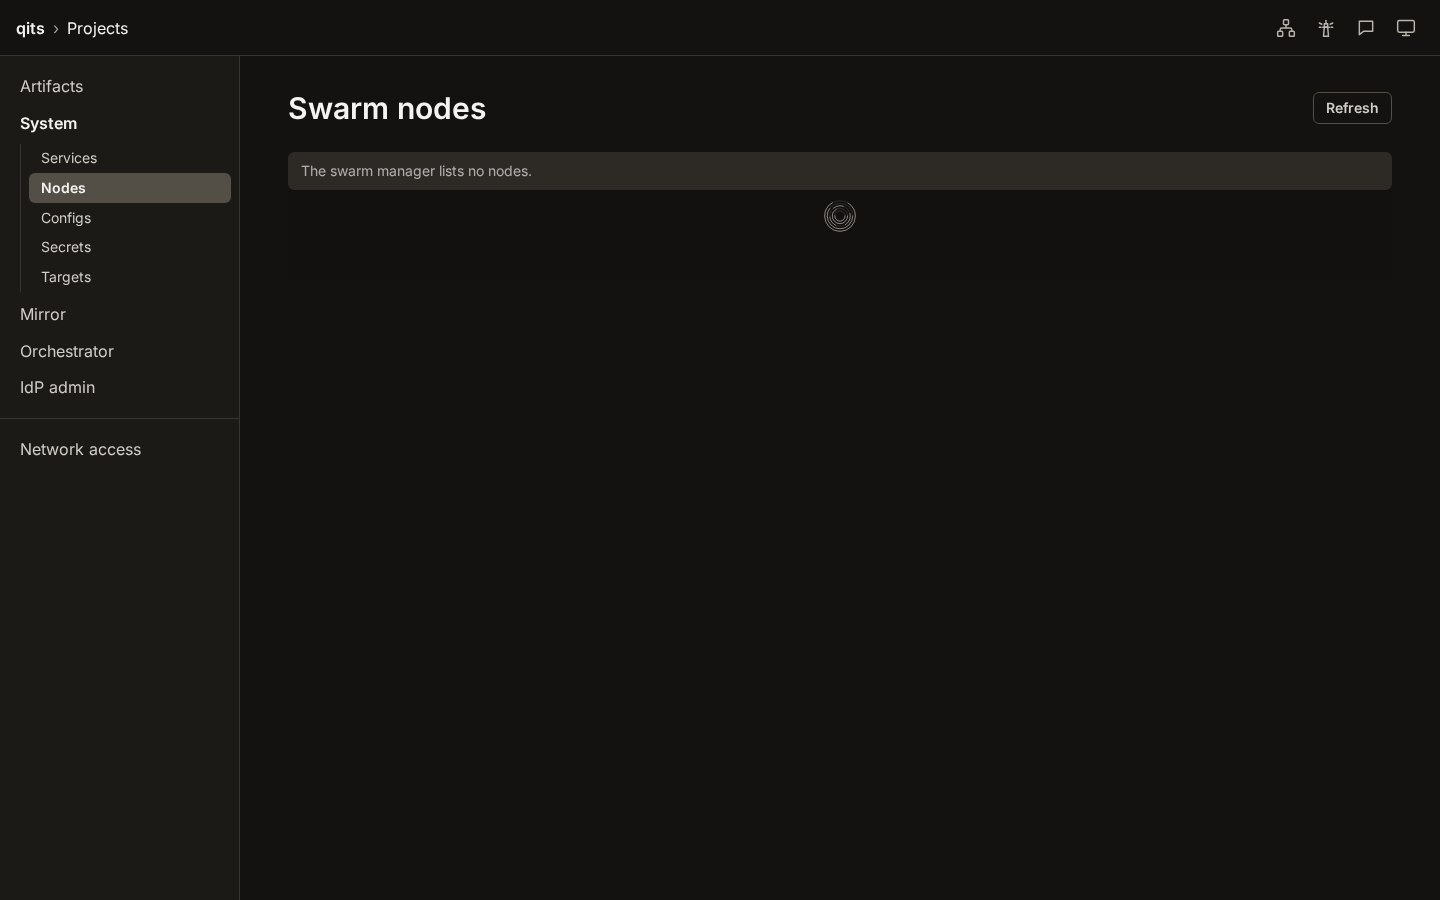 qits › Projects
Artifacts
System
Services
Nodes
Configs
Secrets
Targets
Mirror
Orchestrator
IdP admin
Network access
Swarm nodes
Refresh
The swarm manager lists no nodes.